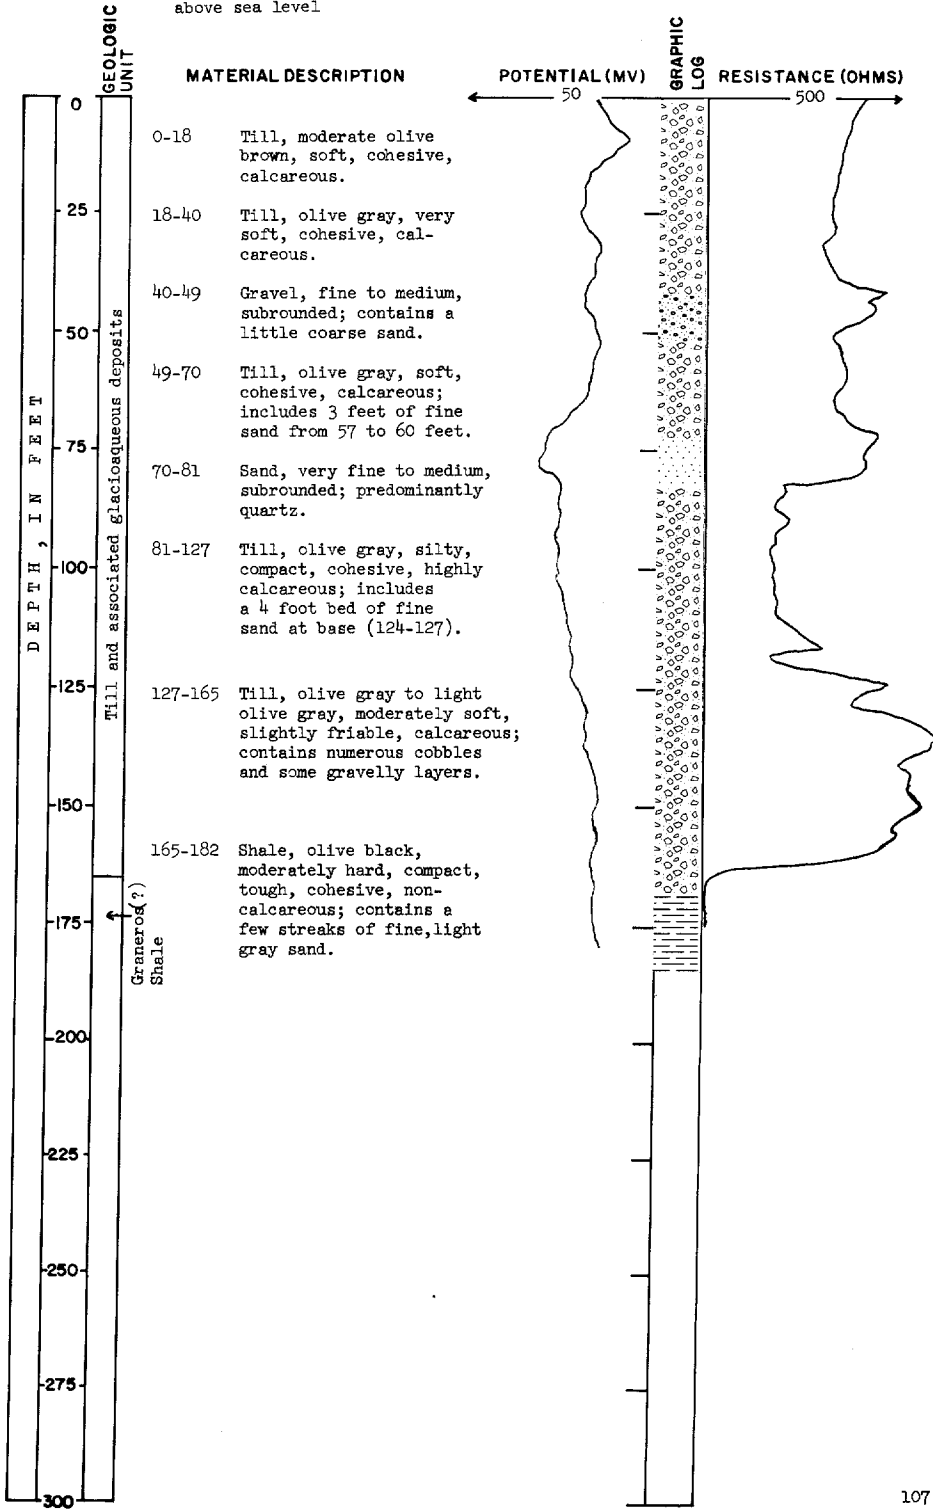 above sea level
GEOLOGIC
UNIT
MATERIAL DESCRIPTION
POTENTIAL (MV)
GRAPHIC
LOG
RESISTANCE (OHMS)
50
500
DEPTH, IN FEET
0
25
50
75
100
125
150
175
200
225
250
275
300
Till and associated glacioaqueous deposits
Graneros(?)
Shale
0-18 Till, moderate olive
brown, soft, cohesive,
calcareous.
18-40 Till, olive gray, very
soft, cohesive, cal-
careous.
40-49 Gravel, fine to medium,
subrounded; contains a
little coarse sand.
49-70 Till, olive gray, soft,
cohesive, calcareous;
includes 3 feet of fine
sand from 57 to 60 feet.
70-81 Sand, very fine to medium,
subrounded; predominantly
quartz.
81-127 Till, olive gray, silty,
compact, cohesive, highly
calcareous; includes
a 4 foot bed of fine
sand at base (124-127).
127-165 Till, olive gray to light
olive gray, moderately soft,
slightly friable, calcareous;
contains numerous cobbles
and some gravelly layers.
165-182 Shale, olive black,
moderately hard, compact,
tough, cohesive, non-
calcareous; contains a
few streaks of fine, light
gray sand.
107